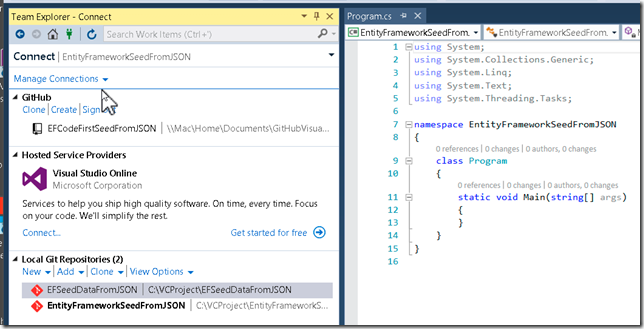 Team Explorer - Connect
Search Work Items (Ctrl+')
Connect | EntityFrameworkSeedFromJSON
Manage Connections
GitHub
Clone | Create | Sign
EFCodeFirstSeedFromJSON | \\Mac\Home\Documents\GitHubVisua...
Hosted Service Providers
Visual Studio Online
Microsoft Corporation
Services to help you ship high quality software. On time, every time. Focus
on your code. We'll simplify the rest.
Connect...
Get started for free
Local Git Repositories (2)
New | Add | Clone | View Options
EFSeedDataFromJSON | C:\VCProject\EFSeedDataFromJSON
EntityFrameworkSeedFromJSON | C:\VCProject\EntityFrameworkS...
Program.cs
EntityFrameworkSeedFromJSON
EntityFrameworkSeedFrom.
1 using System;
2 using System.Collections.Generic;
3 using System.Linq;
4 using System.Text;
5 using System.Threading.Tasks;
6
7 namespace EntityFrameworkSeedFromJSON
8 {
0 references | 0 changes | 0 authors, 0 changes
9 class Program
10 {
0 references | 0 changes | 0 authors, 0 changes
11 static void Main(string[] args)
12 {
13 }
14 }
15 }
16